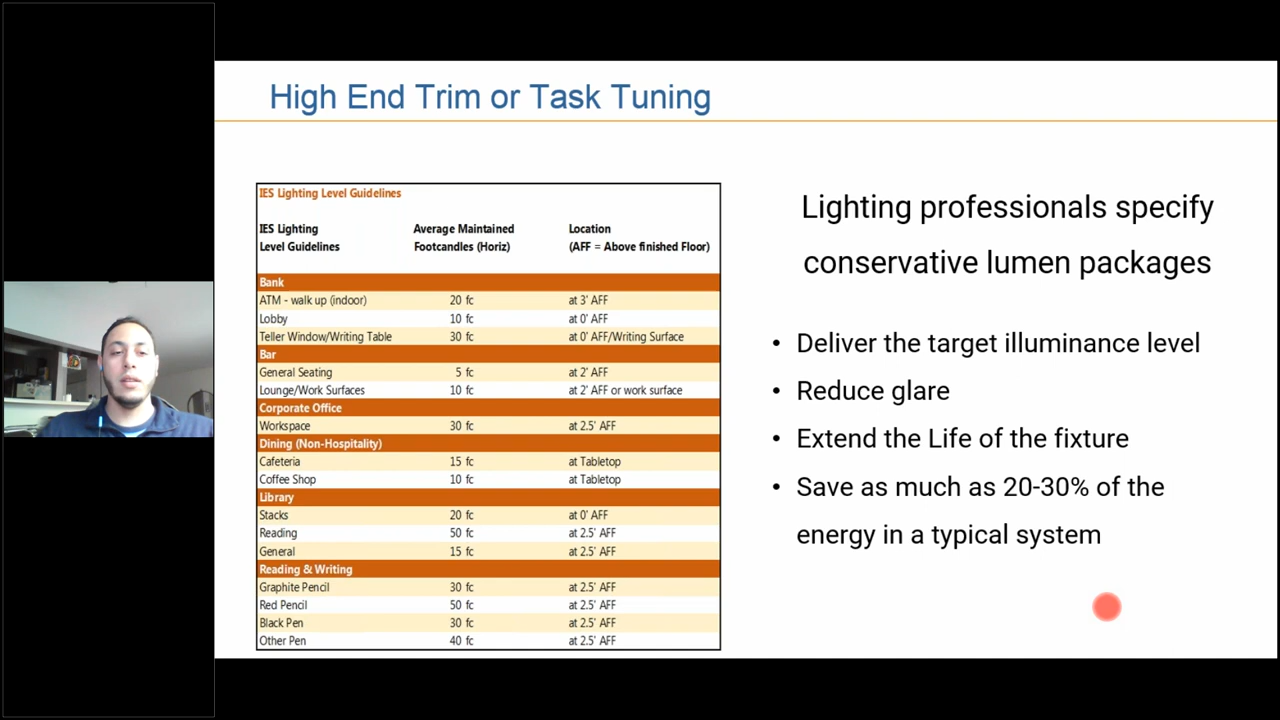 High End Trim or Task Tuning
IES Lighting Level Guidelines
IES Lighting Average Maintained Location
Level Guidelines Footcandles (Horiz) (AFF = Above finished Floor)
Bank
ATM - walk up (indoor) 20 fc at 3' AFF
Lobby 10 fc at 0' AFF
Teller Window/Writing Table 30 fc at 0' AFF/Writing Surface
Bar
General Seating 5 fc at 2' AFF
Lounge/Work Surfaces 10 fc at 2' AFF or work surface
Corporate Office
Workspace 30 fc at 2.5' AFF
Dining (Non-Hospitality)
Cafeteria 15 fc at Tabletop
Coffee Shop 10 fc at Tabletop
Library
Stacks 20 fc at 0' AFF
Reading 50 fc at 2.5' AFF
General 15 fc at 2.5' AFF
Reading & Writing
Graphite Pencil 30 fc at 2.5' AFF
Red Pencil 50 fc at 2.5' AFF
Black Pen 30 fc at 2.5' AFF
Other Pen 40 fc at 2.5' AFF
Lighting professionals specify
conservative lumen packages
• Deliver the target illuminance level
• Reduce glare
• Extend the Life of the fixture
• Save as much as 20-30% of the
energy in a typical system